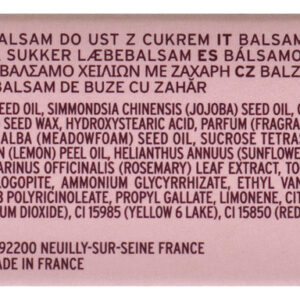 BALSAM DO UST Z CUKREM IT BALSAM
SUKKER LÆBEBALSAM ES BÁLSAMO
ΒΑΛΣΑΜΟ ΧΕΙΛΙΩΝ ΜΕ ΖΑΧΑΡΗ CZ BALZ
BALSAM DE BUZE CU ZAHĂR
SEED OIL, SIMMONDSIA CHINENSIS (JOJOBA) SEED OIL,
SEED WAX, HYDROXYSTEARIC ACID, PARFUM (FRAGRA
ALBA (MEADOWFOAM) SEED OIL, SUCROSE TETRAS
(LEMON) PEEL OIL, HELIANTHUS ANNUUS (SUNFLOWE
ARINUS OFFICINALIS (ROSEMARY) LEAF EXTRACT, TO
LOGOPITE, AMMONIUM GLYCYRRHIZATE, ETHYL VAN
POLYRICINOLEATE, PROPYL GALLATE, LIMONENE, CIT
UM DIOXIDE), CI 15985 (YELLOW 6 LAKE), CI 15850 (RED
92200 NEUILLY-SUR-SEINE FRANCE
MADE IN FRANCE